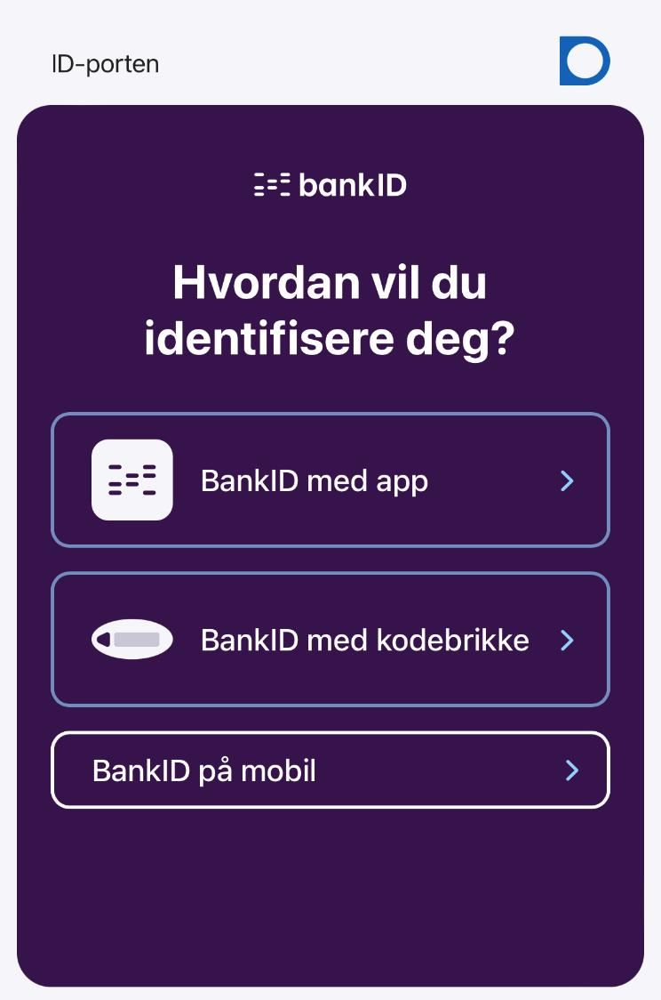 ID-porten
bankID
Hvordan vil du
identifisere deg?
BankID med app
BankID med kodebrikke
BankID på mobil